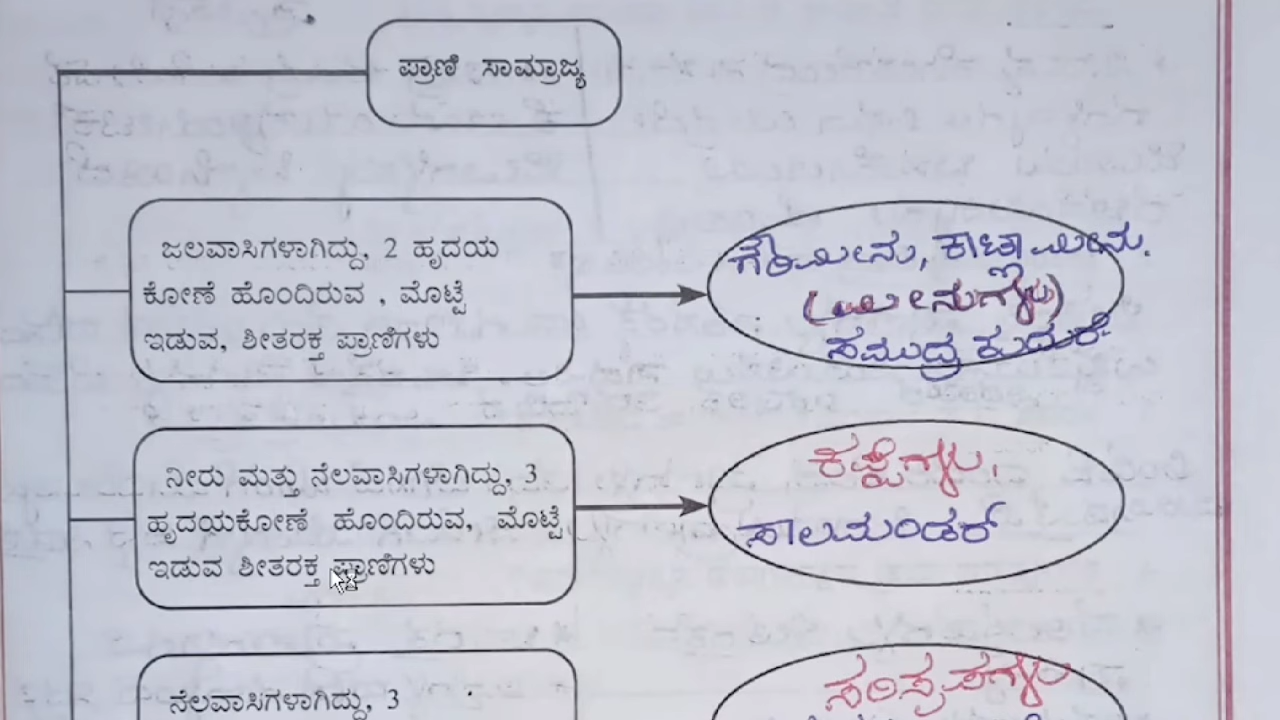 ಪ್ರಾಣಿ ಸಾಮ್ರಾಜ್ಯ
ಜಲವಾಸಿಗಳಾಗಿದ್ದು, 2 ಹೃದಯ
ಕೋಣೆ ಹೊಂದಿರುವ , ಮೊಟ್ಟೆ
ಇಡುವ, ಶೀತರಕ್ತ ಪ್ರಾಣಿಗಳು
ಗೌರಿಮೀನು, ಕಾಟ್ಲಾ ಮೀನು.
(ಮೀನುಗಳು)
ಸಮುದ್ರ ಕುದುರೆ
ನೀರು ಮತ್ತು ನೆಲವಾಸಿಗಳಾಗಿದ್ದು, 3
ಹೃದಯಕೋಣೆ ಹೊಂದಿರುವ, ಮೊಟ್ಟೆ
ಇಡುವ ಶೀತರಕ್ತ ಪ್ರಾಣಿಗಳು
ಕಪ್ಪೆಗಳು.
ಸಾಲಮಂಡರ್
ನೆಲವಾಸಿಗಳಾಗಿದ್ದು, 3
ಸರಿಸೃಪಗಳು